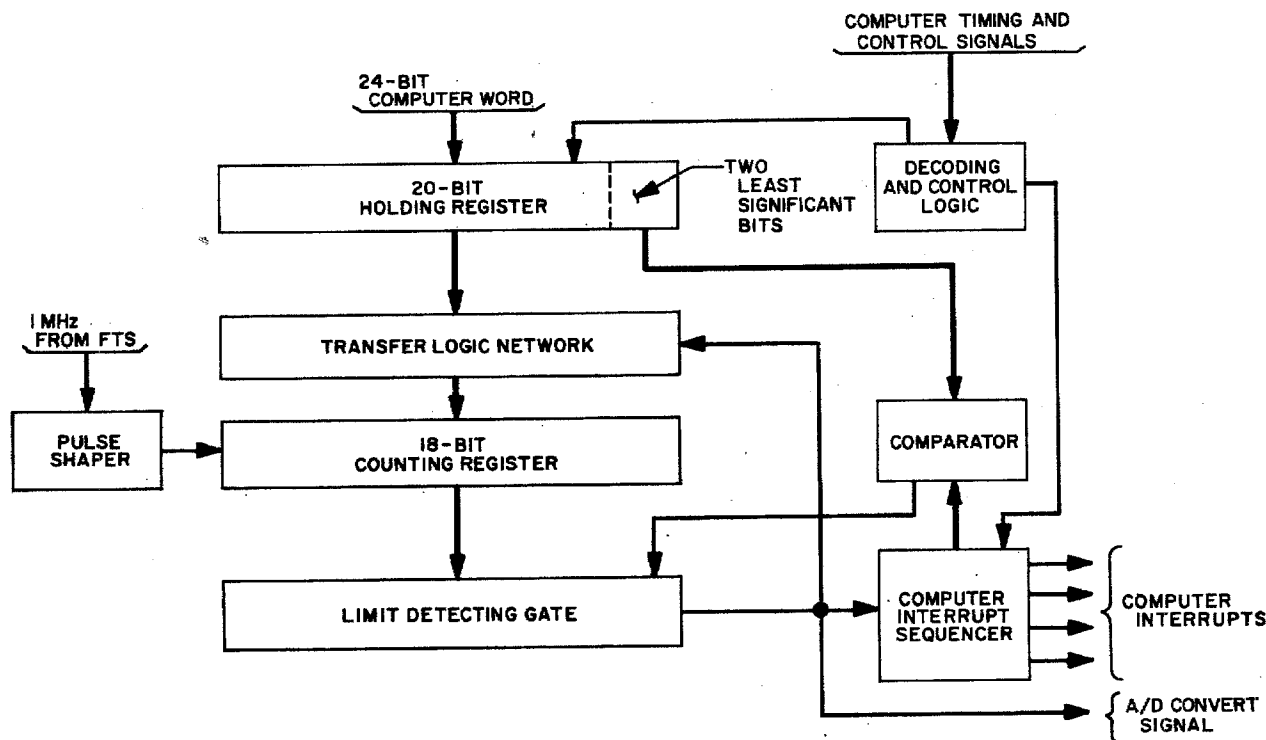 COMPUTER TIMING AND
CONTROL SIGNALS
24-BIT
COMPUTER WORD
20-BIT
HOLDING REGISTER
TWO
LEAST
SIGNIFICANT
BITS
DECODING
AND CONTROL
LOGIC
1 MHz
FROM FTS
TRANSFER LOGIC NETWORK
PULSE
SHAPER
18-BIT
COUNTING REGISTER
COMPARATOR
LIMIT DETECTING GATE
COMPUTER
INTERRUPT
SEQUENCER
COMPUTER
INTERRUPTS
A/D CONVERT
SIGNAL